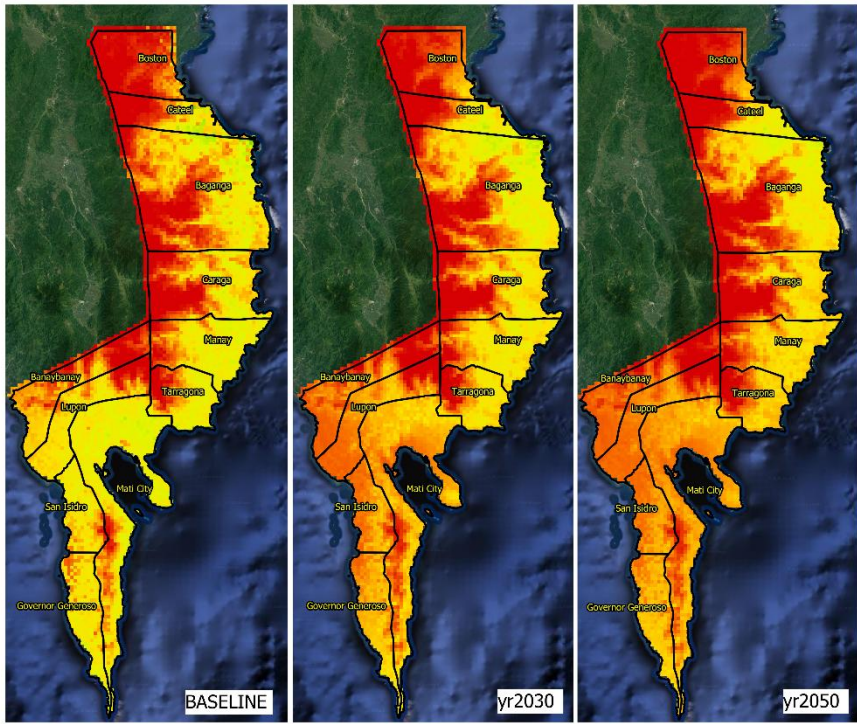 Boston
Cateel
Baganga
Caraga
Manay
Banaybanay
Tarragona
Lupon
Mati City
San Isidro
Governor Generoso
BASELINE
Boston
Cateel
Baganga
Caraga
Manay
Banaybanay
Tarragona
Lupon
Mati City
San Isidro
Governor Generoso
yr2030
Boston
Cateel
Baganga
Caraga
Manay
Banaybanay
Tarragona
Lupon
Mati City
San Isidro
Governor Generoso
yr2050